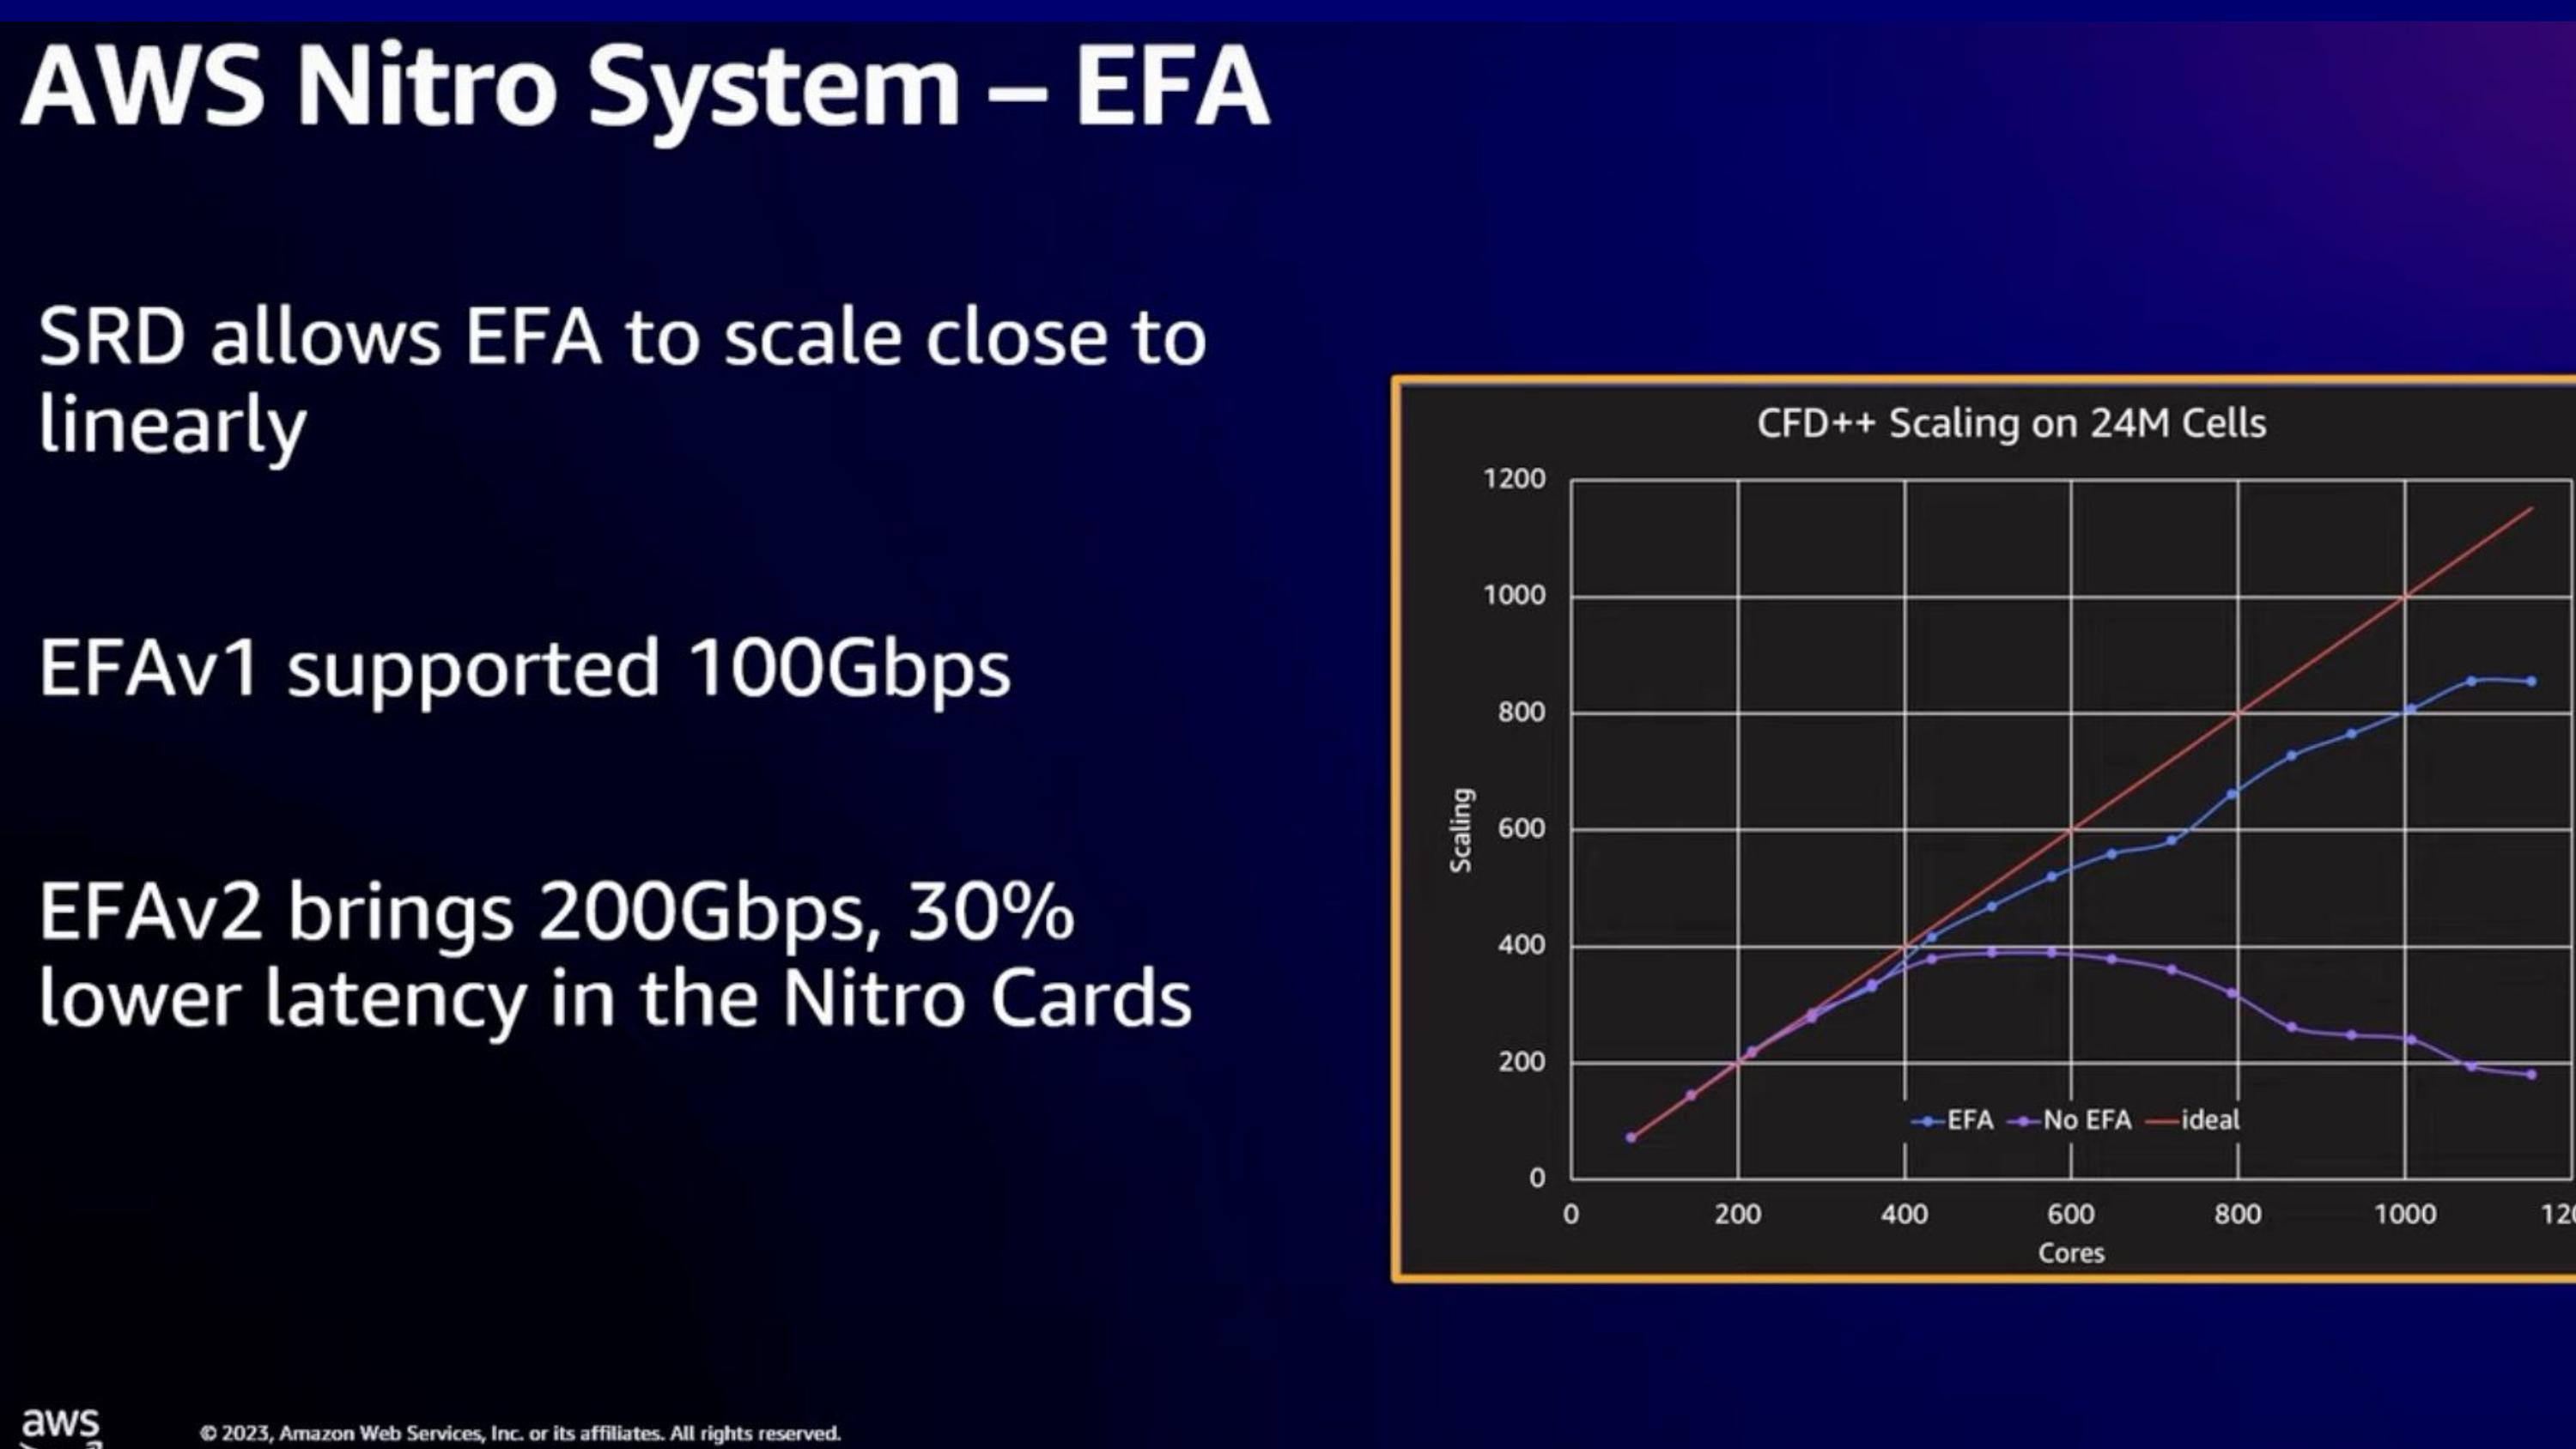 AWS Nitro System – EFA
SRD allows EFA to scale close to
linearly
EFAv1 supported 100Gbps
EFAv2 brings 200Gbps, 30%
lower latency in the Nitro Cards
CFD++ Scaling on 24M Cells
1200
1000
800
600
400
200
0
Scaling
EFA No EFA ideal
0 200 400 600 800 1000
Cores
aws
© 2023, Amazon Web Services, Inc. or its affiliates. All rights reserved.